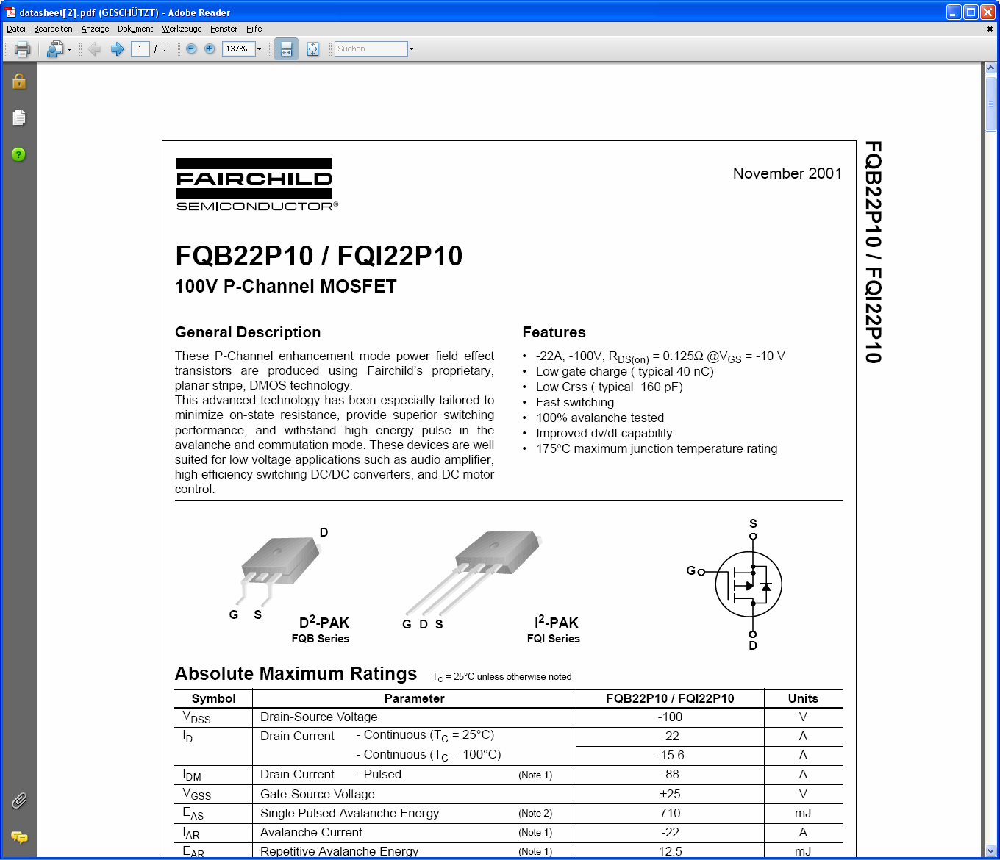 datasheet[2].pdf (GESCHÜTZT) - Adobe Reader
Datei Bearbeiten Anzeige Dokument Werkzeuge Fenster Hilfe
1 / 9 137% Suchen
FAIRCHILD
SEMICONDUCTOR®
November 2001
FQB22P10 / FQI22P10
FQB22P10 / FQI22P10
100V P-Channel MOSFET
General Description
These P-Channel enhancement mode power field effect
transistors are produced using Fairchild's proprietary,
planar stripe, DMOS technology.
This advanced technology has been especially tailored to
minimize on-state resistance, provide superior switching
performance, and withstand high energy pulse in the
avalanche and commutation mode. These devices are well
suited for low voltage applications such as audio amplifier,
high efficiency switching DC/DC converters, and DC motor
control.
Features
• -22A, -100V, RDS(on) = 0.125Ω @VGS = -10 V
• Low gate charge ( typical 40 nC)
• Low Crss ( typical 160 pF)
• Fast switching
• 100% avalanche tested
• Improved dv/dt capability
• 175°C maximum junction temperature rating
D
G S
D2-PAK
FQB Series
G D S
I2-PAK
FQI Series
S
G
D
Absolute Maximum Ratings TC = 25°C unless otherwise noted
Symbol Parameter FQB22P10 / FQI22P10 Units
VDSS Drain-Source Voltage -100 V
ID Drain Current - Continuous (TC = 25°C) -22 A
- Continuous (TC = 100°C) -15.6 A
IDM Drain Current - Pulsed (Note 1) -88 A
VGSS Gate-Source Voltage ±25 V
EAS Single Pulsed Avalanche Energy (Note 2) 710 mJ
IAR Avalanche Current (Note 1) -22 A
EAR Repetitive Avalanche Energy (Note 1) 12.5 mJ